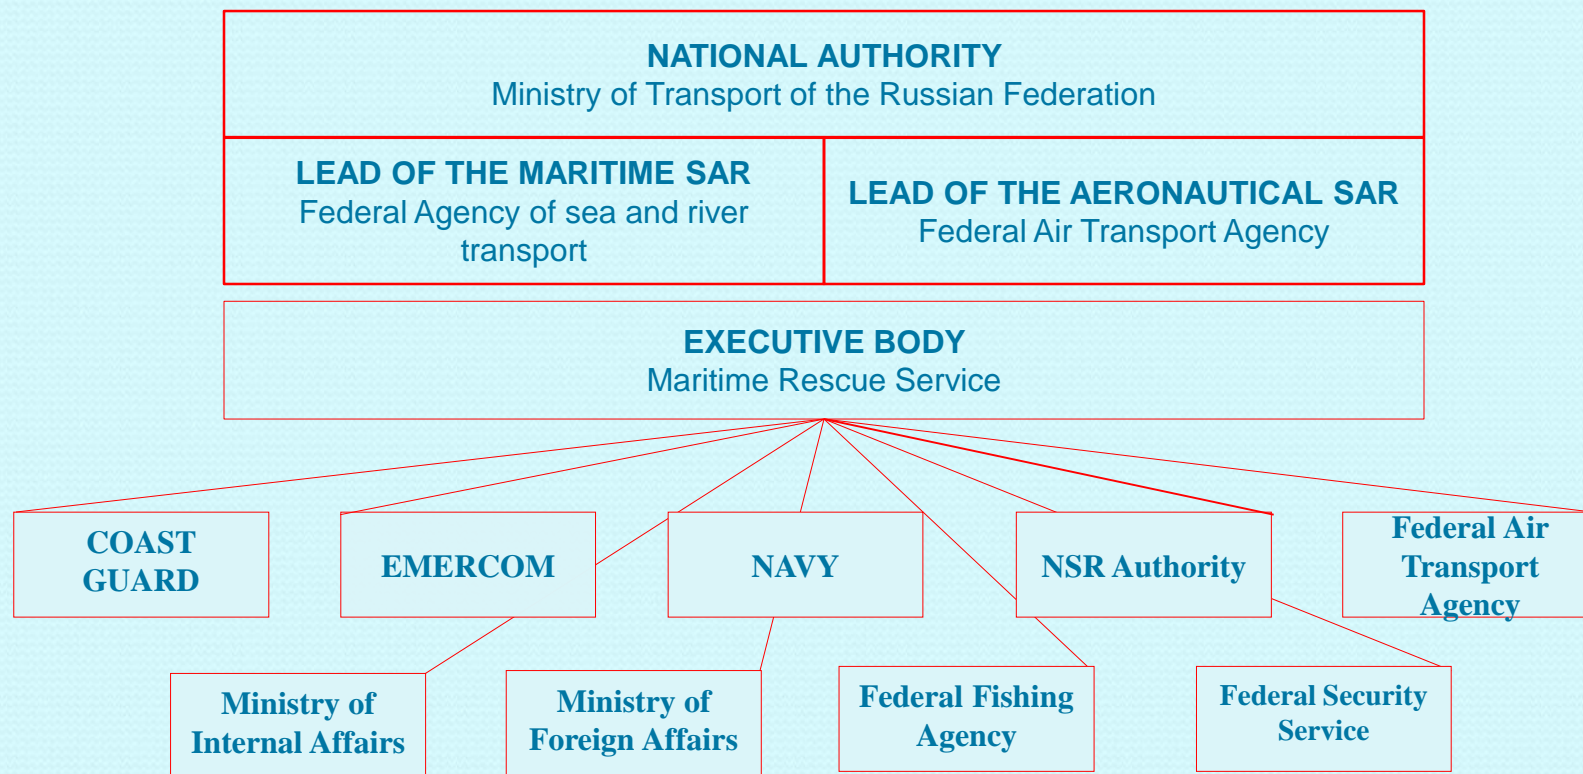 NATIONAL AUTHORITY
Ministry of Transport of the Russian Federation
LEAD OF THE MARITIME SAR
Federal Agency of sea and river
transport
LEAD OF THE AERONAUTICAL SAR
Federal Air Transport Agency
EXECUTIVE BODY
Maritime Rescue Service
COAST
GUARD
EMERCOM
NAVY
NSR Authority
Federal Air
Transport
Agency
Ministry of
Internal Affairs
Ministry of
Foreign Affairs
Federal Fishing
Agency
Federal Security
Service